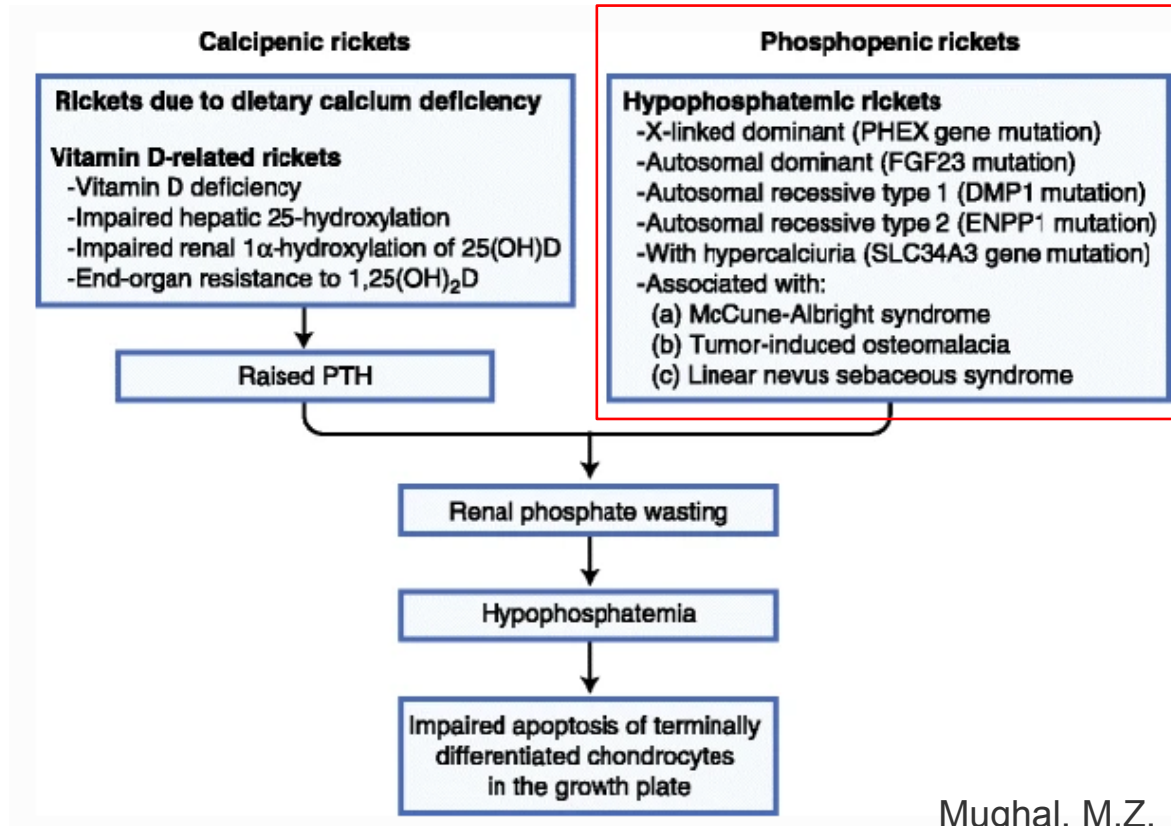 Calcipenic rickets
Rickets due to dietary calcium deficiency
Vitamin D-related rickets
-Vitamin D deficiency
-Impaired hepatic 25-hydroxylation
-Impaired renal 1α-hydroxylation of 25(OH)D
-End-organ resistance to 1,25(OH)₂D
Raised PTH
Phosphopenic rickets
Hypophosphatemic rickets
-X-linked dominant (PHEX gene mutation)
-Autosomal dominant (FGF23 mutation)
-Autosomal recessive type 1 (DMP1 mutation)
-Autosomal recessive type 2 (ENPP1 mutation)
-With hypercalciuria (SLC34A3 gene mutation)
-Associated with:
(a) McCune-Albright syndrome
(b) Tumor-induced osteomalacia
(c) Linear nevus sebaceous syndrome
Renal phosphate wasting
Hypophosphatemia
Impaired apoptosis of terminally
differentiated chondrocytes
in the growth plate
Mughal, M.Z.